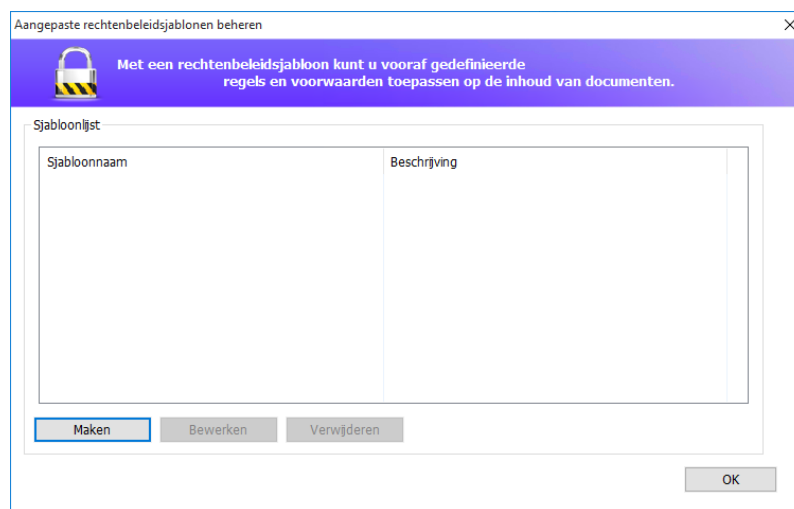 Aangepaste rechtenbeleidsjablonen beheren
Met een rechtenbeleidsjabloon kunt u vooraf gedefinieerde
regels en voorwaarden toepassen op de inhoud van documenten.
Sjabloonlijst
Sjabloonnaam Beschrijving
Maken Bewerken Verwijderen
OK